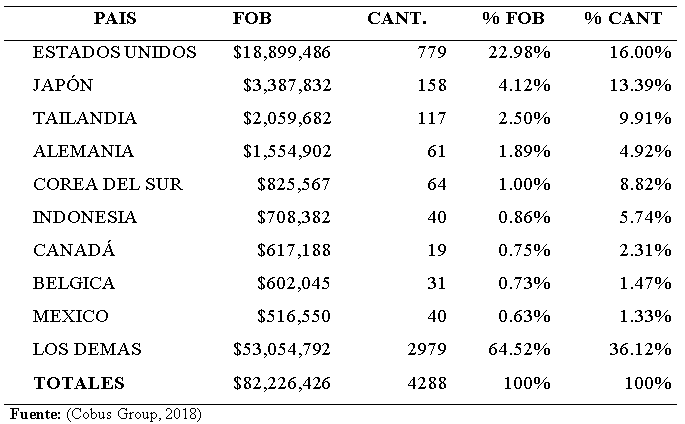 PAIS FOB CANT. % FOB % CANT
ESTADOS UNIDOS $18,899,486 779 22.98% 16.00%
JAPÓN $3,387,832 158 4.12% 13.39%
TAILANDIA $2,059,682 117 2.50% 9.91%
ALEMANIA $1,554,902 61 1.89% 4.92%
COREA DEL SUR $825,567 64 1.00% 8.82%
INDONESIA $708,382 40 0.86% 5.74%
CANADÁ $617,188 19 0.75% 2.31%
BELGICA $602,045 31 0.73% 1.47%
MEXICO $516,550 40 0.63% 1.33%
LOS DEMAS $53,054,792 2979 64.52% 36.12%
TOTALES $82,226,426 4288 100% 100%
Fuente: (Cobus Group, 2018)